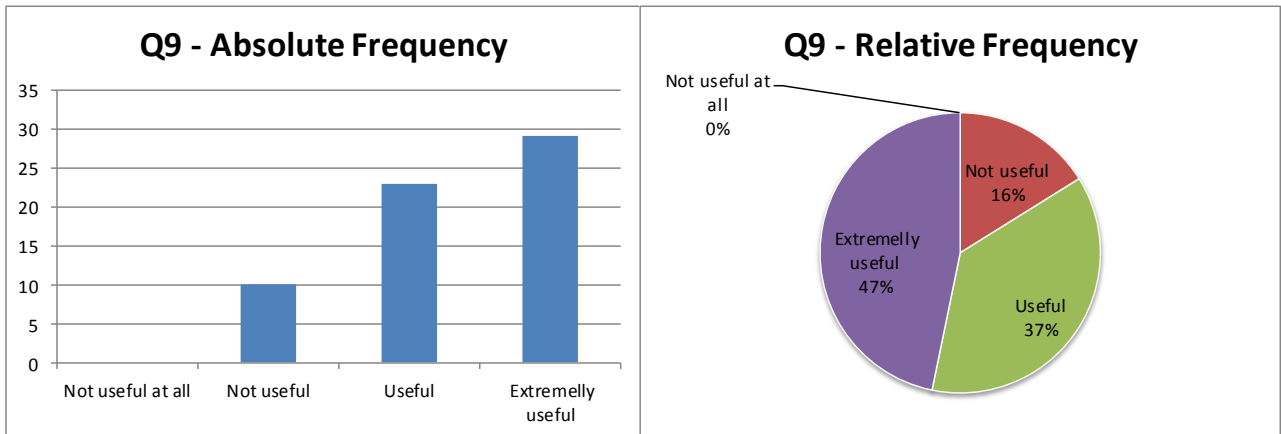 Q9 - Absolute Frequency
35
30
25
20
15
10
5
0
Not useful at all
Not useful
Useful
Extremelly
useful
Q9 - Relative Frequency
Not useful at
all
0%
Not useful
16%
Extremelly
useful
47%
Useful
37%